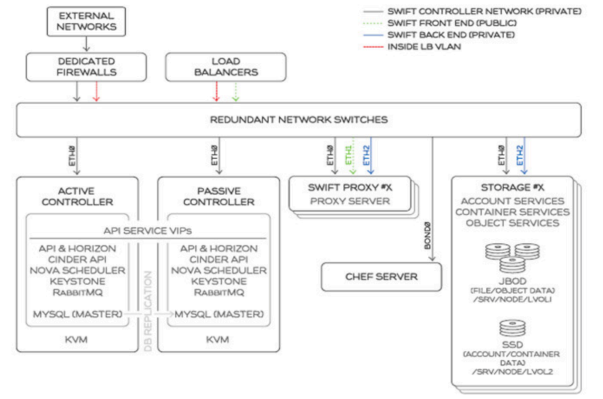 EXTERNAL
NETWORKS
SWIFT CONTROLLER NETWORK (PRIVATE)
SWIFT FRONT END (PUBLIC)
SWIFT BACK END (PRIVATE)
INSIDE LB VLAN
DEDICATED
FIREWALLS
LOAD
BALANCERS
REDUNDANT NETWORK SWITCHES
ETH0
ETH0
ETH0
ETH1
ETH2
BOND0
ETH0
ETH2
ACTIVE
CONTROLLER
PASSIVE
CONTROLLER
API SERVICE VIPs
API & HORIZON
CINDER API
NOVA SCHEDULER
KEYSTONE
RABBITMQ
MYSQL (MASTER)
KVM
DB REPLICATION
API & HORIZON
CINDER API
NOVA SCHEDULER
KEYSTONE
RABBITMQ
MYSQL (MASTER)
KVM
SWIFT PROXY #X
PROXY SERVER
CHEF SERVER
STORAGE #X
ACCOUNT SERVICES
CONTAINER SERVICES
OBJECT SERVICES
JBOD
(FILE/OBJECT DATA)
/SRV/NODE/LVOL1
SSD
(ACCOUNT/CONTAINER
DATA)
/SRV/NODE/LVOL2